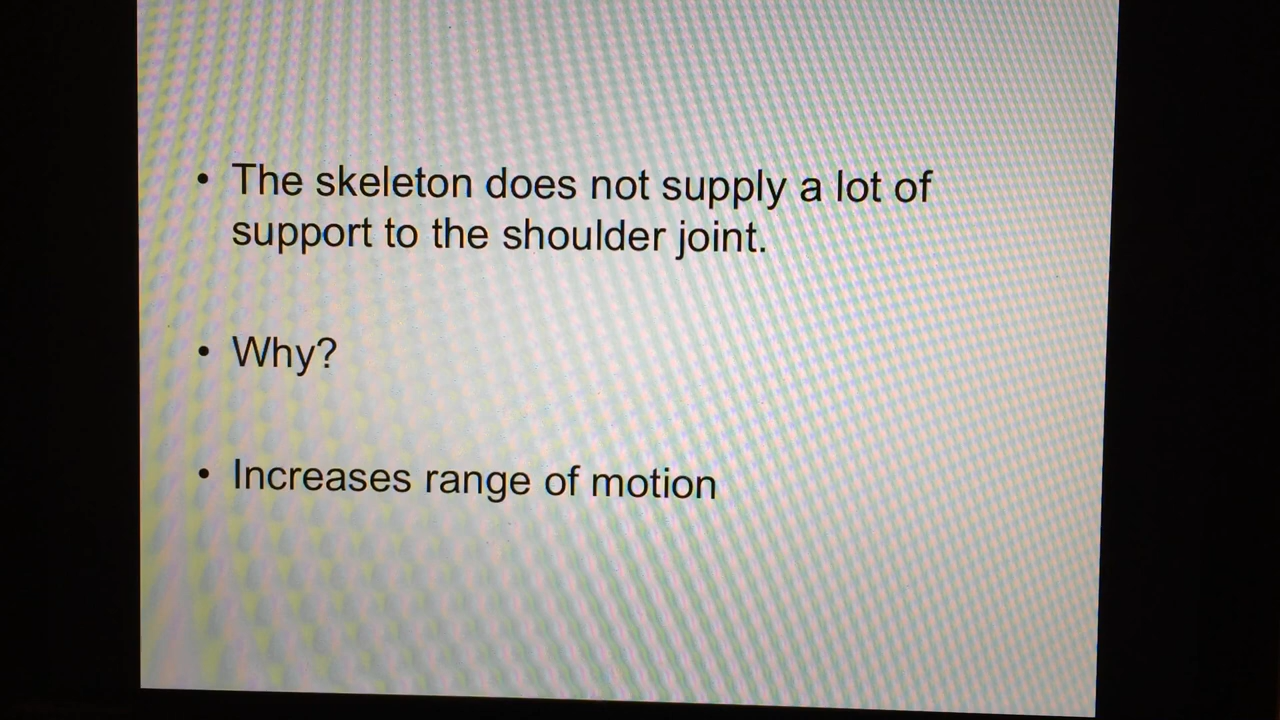 • The skeleton does not supply a lot of
support to the shoulder joint.
• Why?
• Increases range of motion